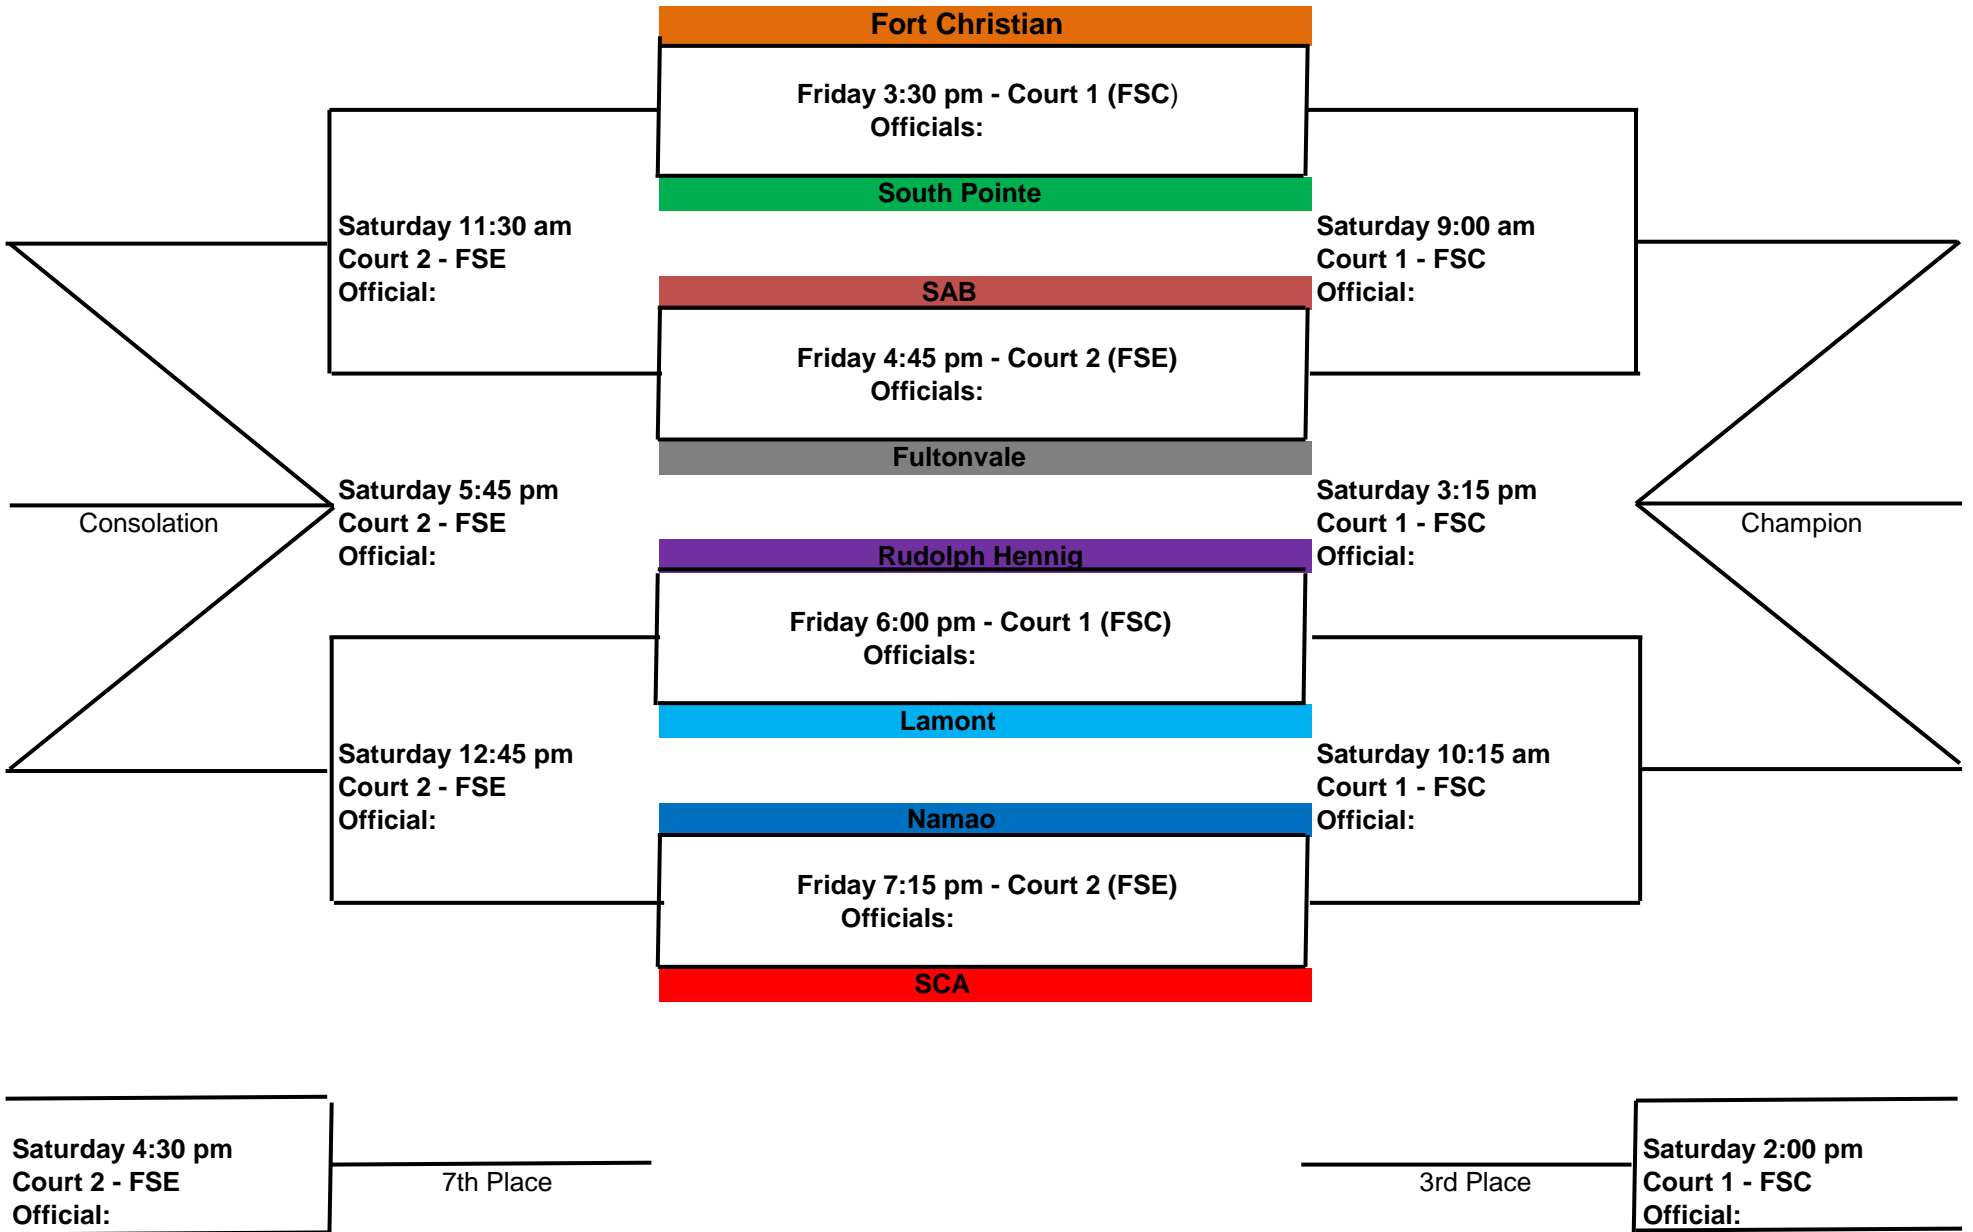 Fort Christian
Friday 3:30 pm - Court 1 (FSC)
Officials:
South Pointe
Saturday 11:30 am
Court 2 - FSE
Official:
Saturday 9:00 am
Court 1 - FSC
Official:
SAB
Friday 4:45 pm - Court 2 (FSE)
Officials:
Fultonvale
Saturday 5:45 pm
Court 2 - FSE
Official:
Consolation
Saturday 3:15 pm
Court 1 - FSC
Official:
Champion
Rudolph Hennig
Friday 6:00 pm - Court 1 (FSC)
Officials:
Lamont
Saturday 12:45 pm
Court 2 - FSE
Official:
Saturday 10:15 am
Court 1 - FSC
Official:
Namao
Friday 7:15 pm - Court 2 (FSE)
Officials:
SCA
Saturday 4:30 pm
Court 2 - FSE
Official:
7th Place
3rd Place
Saturday 2:00 pm
Court 1 - FSC
Official: